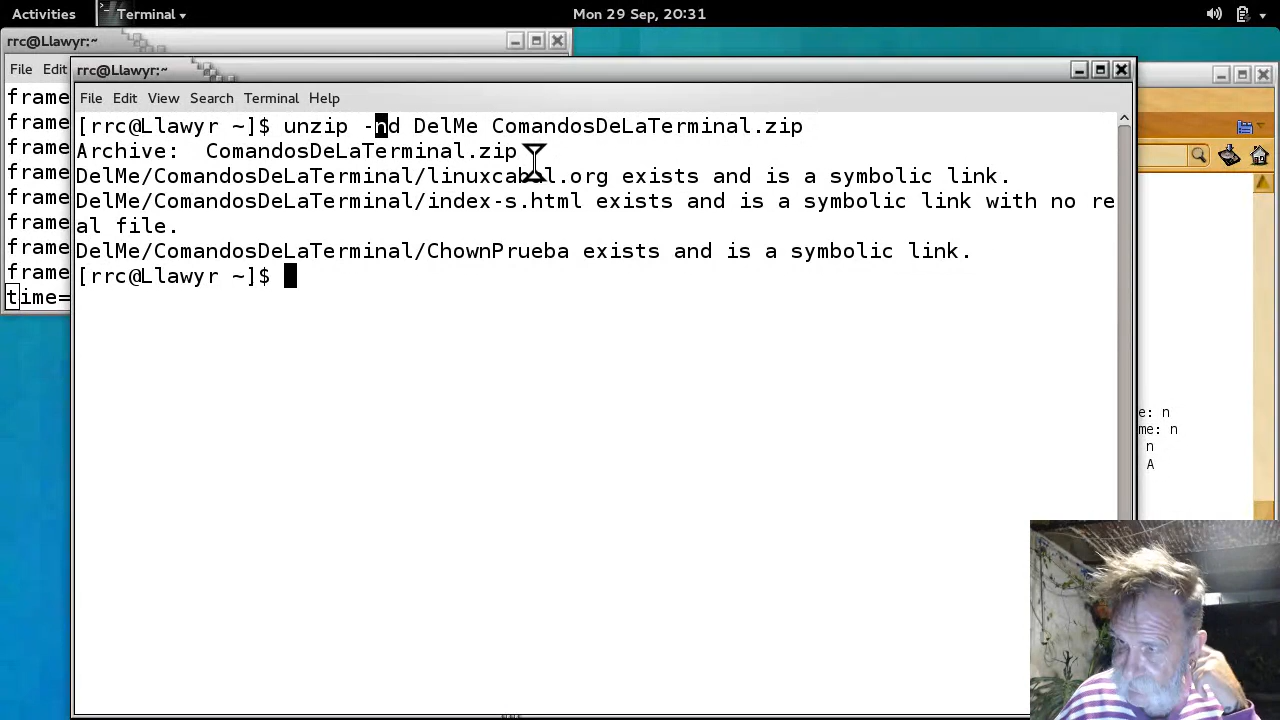 Activities Terminal Mon 29 Sep, 20:31
rrc@Llawyr:~
File Edit
frame
frame
frame
frame
frame
frame
frame
frame
time=
rrc@Llawyr:~
File Edit View Search Terminal Help
[rrc@Llawyr ~]$ unzip -nd DelMe ComandosDeLaTerminal.zip
Archive:  ComandosDeLaTerminal.zip
DelMe/ComandosDeLaTerminal/linuxcabal.org exists and is a symbolic link.
DelMe/ComandosDeLaTerminal/index-s.html exists and is a symbolic link with no re
al file.
DelMe/ComandosDeLaTerminal/ChownPrueba exists and is a symbolic link.
[rrc@Llawyr ~]$
e: n
me: n
n
A